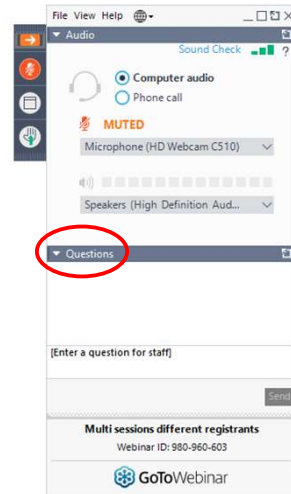 File View Help
Audio
Sound Check ?
Computer audio
Phone call
MUTED
Microphone (HD Webcam C510)
Speakers (High Definition Aud...
Questions
[Enter a question for staff]
Send
Multi sessions different registrants
Webinar ID: 980-960-603
GoToWebinar